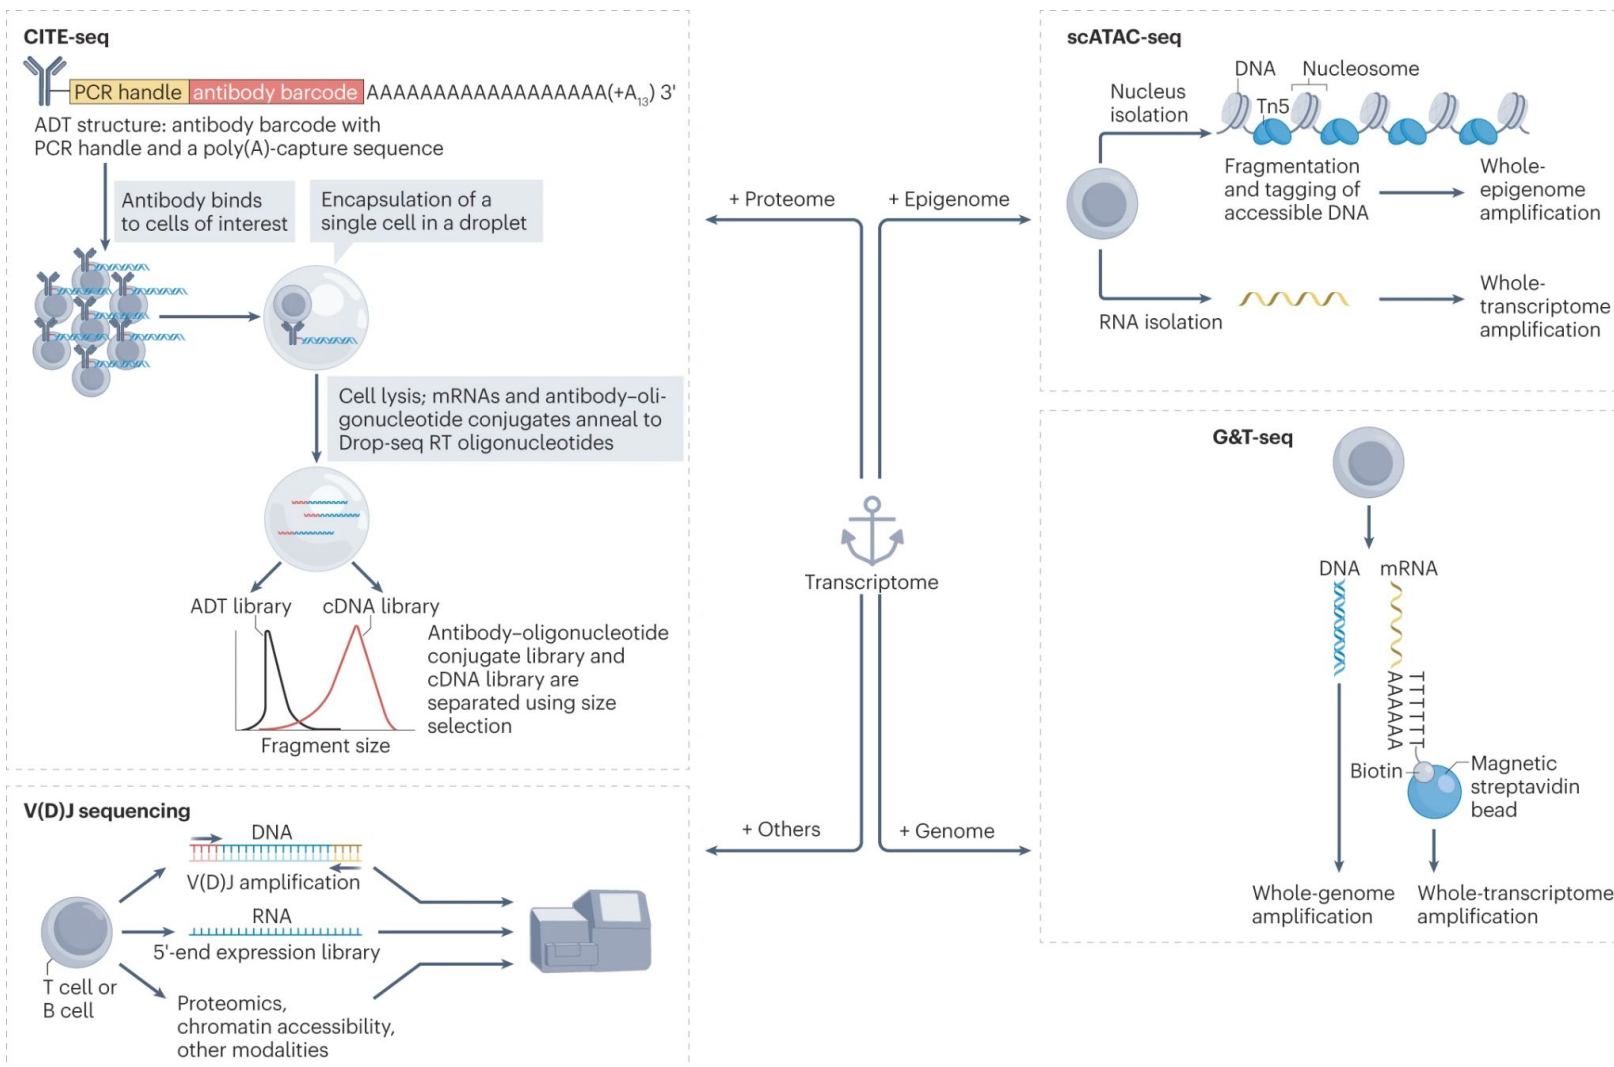 CITE-seq
PCR handle antibody barcode AAAAAAAAAAAAAAAAAA(+A13) 3'
ADT structure: antibody barcode with
PCR handle and a poly(A)-capture sequence
Antibody binds
to cells of interest
Encapsulation of a
single cell in a droplet
Cell lysis; mRNAs and antibody–oli-
gonucleotide conjugates anneal to
Drop-seq RT oligonucleotides
ADT library
cDNA library
Antibody–oligonucleotide
conjugate library and
cDNA library are
separated using size
selection
Fragment size
V(D)J sequencing
DNA
V(D)J amplification
RNA
5'-end expression library
T cell or
B cell
Proteomics,
chromatin accessibility,
other modalities
+ Proteome
+ Epigenome
Transcriptome
+ Others
+ Genome
scATAC-seq
DNA
Nucleosome
Nucleus
isolation
Tn5
Fragmentation
and tagging of
accessible DNA
Whole-
epigenome
amplification
RNA isolation
Whole-
transcriptome
amplification
G&T-seq
DNA
mRNA
AAAAAA
TTTTTT
Biotin
Magnetic
streptavidin
bead
Whole-genome
amplification
Whole-transcriptome
amplification